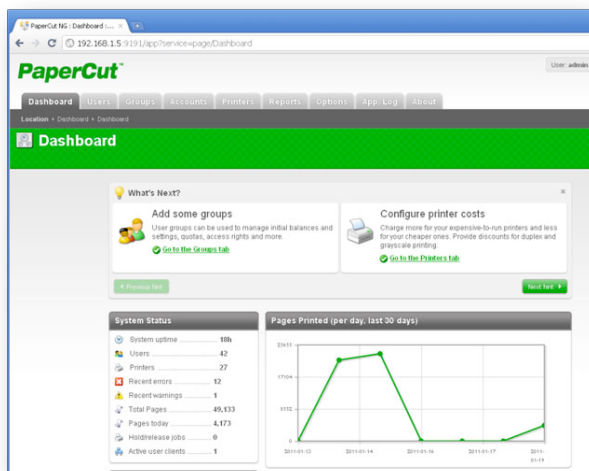 PaperCut NG : Dashboard :...
192.168.1.5:9191/app?service=page/Dashboard
PaperCut™
User: admin
Dashboard Users Groups Accounts Printers Reports Options App. Log About
Location ▸ Dashboard ▸ Dashboard
Dashboard
What's Next?
Add some groups
User groups can be used to manage initial balances and
settings, quotas, access rights and more.
Go to the Groups tab
Configure printer costs
Charge more for your expensive-to-run printers and less
for your cheaper ones. Provide discounts for duplex and
grayscale printing.
Go to the Printers tab
Previous hint
Next hint
System Status
System uptime 18h
Users 42
Printers 27
Recent errors 12
Recent warnings 1
Total Pages 49,133
Pages today 4,173
Hold/release jobs 0
Active user clients 1
Pages Printed (per day, last 30 days)
0
2011-01-13 2011-01-14 2011-01-16 2011-01-17 2011-